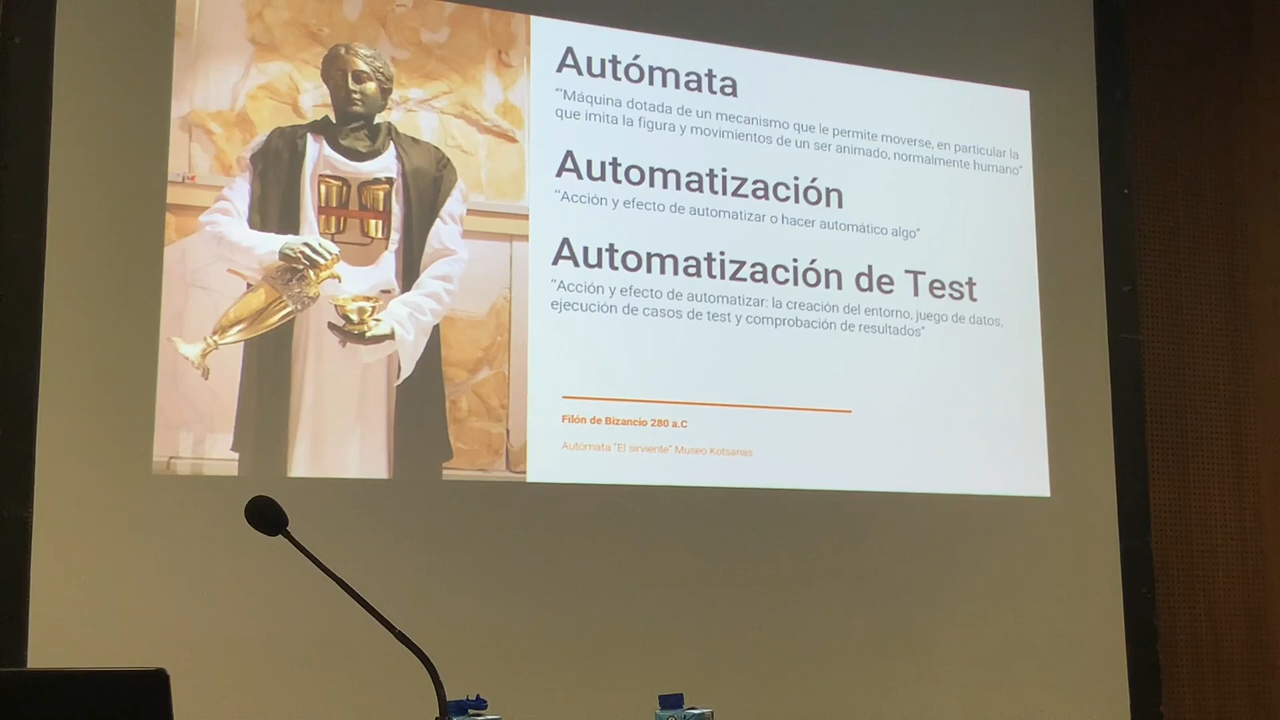 Autómata
“Máquina dotada de un mecanismo que le permite moverse, en particular la
que imita la figura y movimientos de un ser animado, normalmente humano”
Automatización
“Acción y efecto de automatizar o hacer automático algo”
Automatización de Test
“Acción y efecto de automatizar: la creación del entorno, juego de datos,
ejecución de casos de test y comprobación de resultados”
Filón de Bizancio 280 a.C
Autómata “El sirviente” Museo Kotsanas